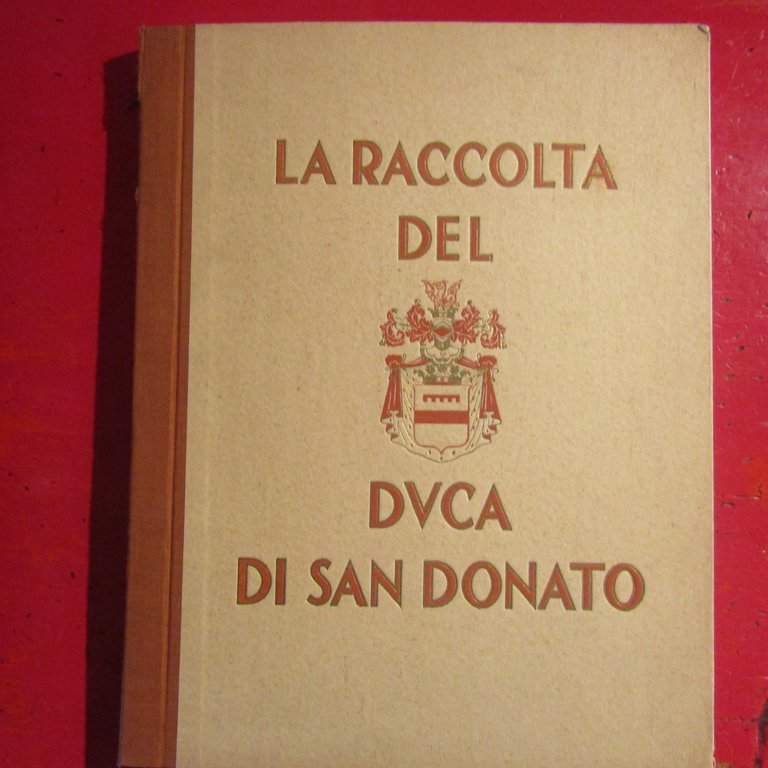 LA RACCOLTA
DEL
DVCA
DI SAN DONATO